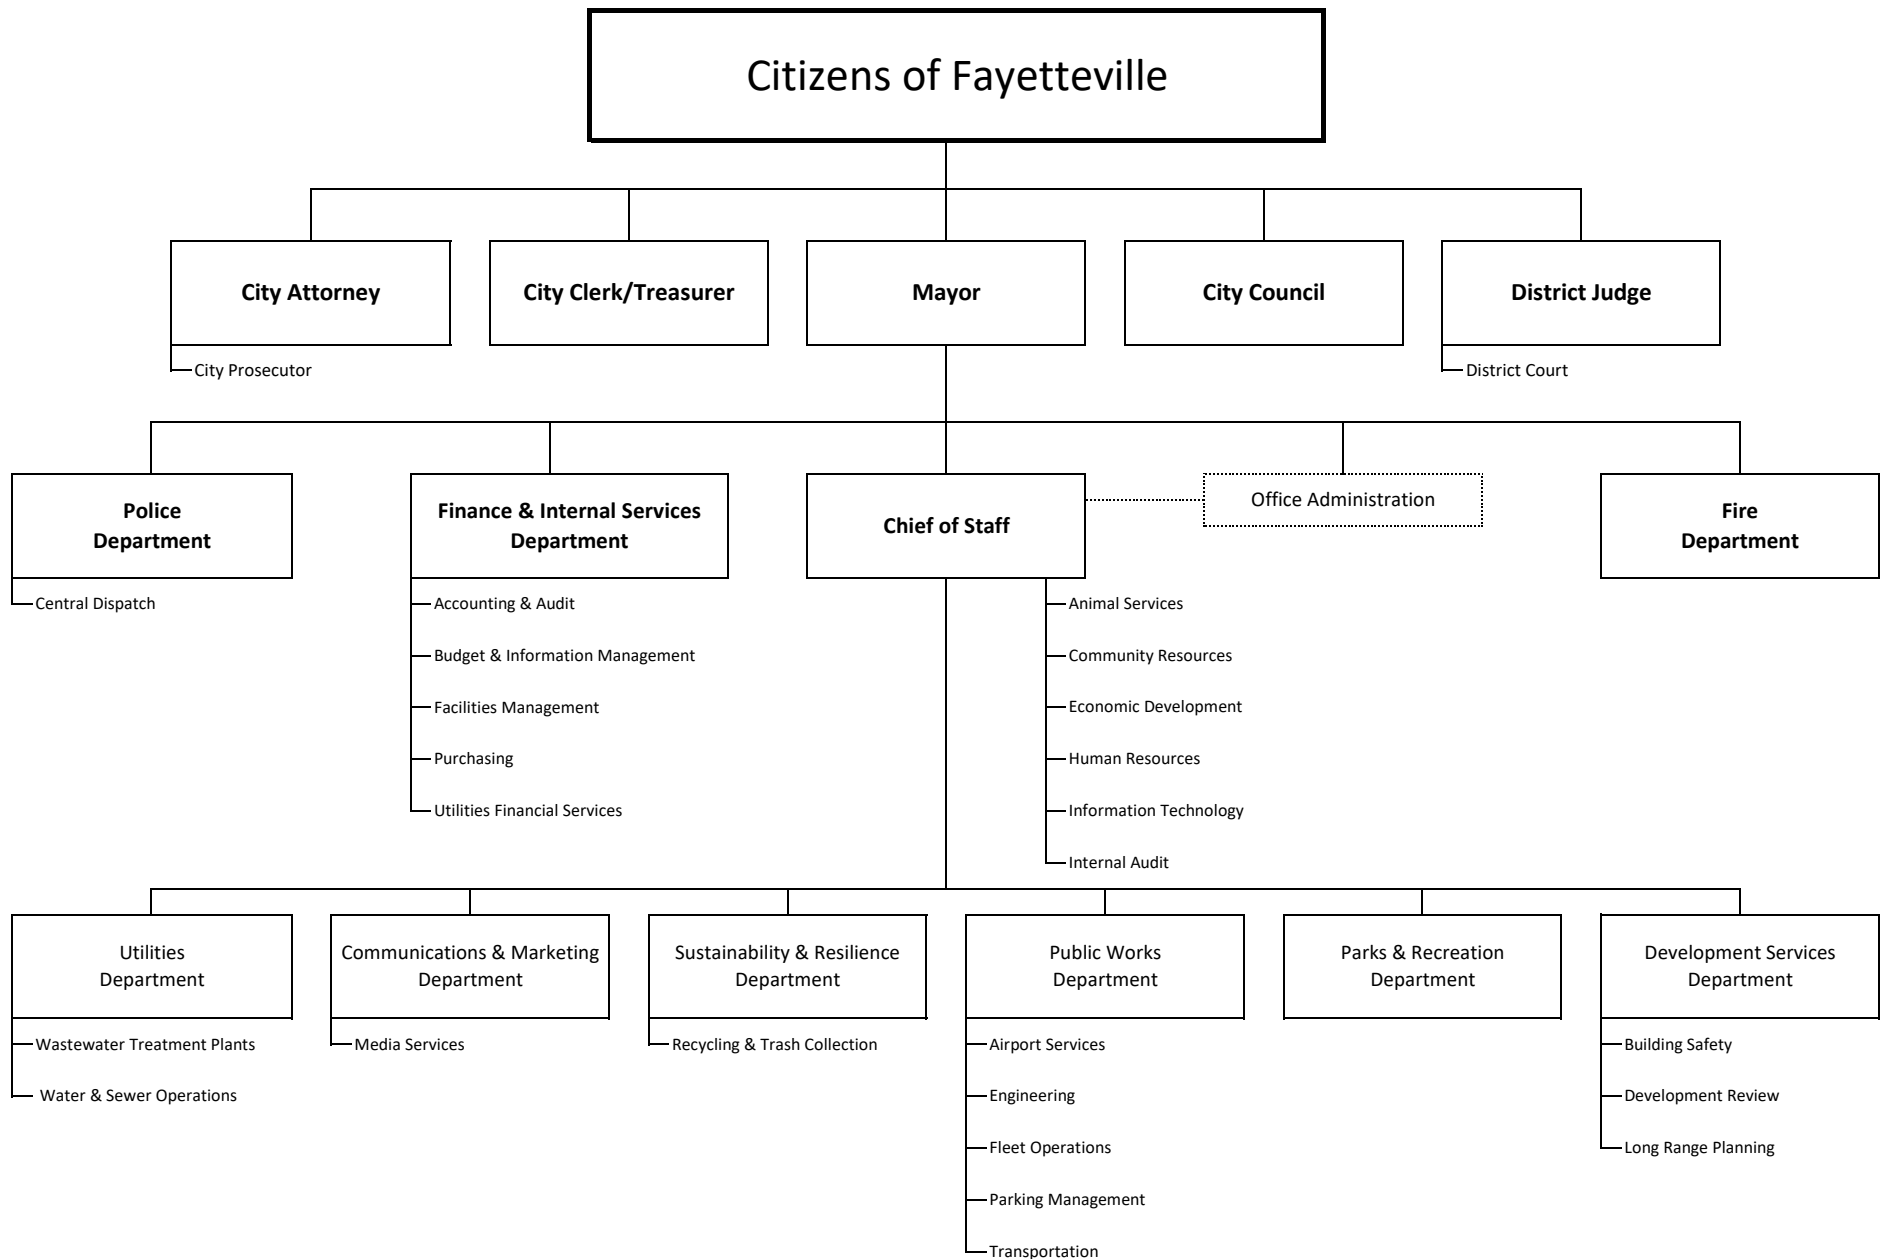 Citizens of Fayetteville
City Attorney
City Clerk/Treasurer
Mayor
City Council
District Judge
City Prosecutor
District Court
Police
Department
Finance & Internal Services
Department
Chief of Staff
Office Administration
Fire
Department
Central Dispatch
Accounting & Audit
Budget & Information Management
Facilities Management
Purchasing
Utilities Financial Services
Animal Services
Community Resources
Economic Development
Human Resources
Information Technology
Internal Audit
Utilities
Department
Communications & Marketing
Department
Sustainability & Resilience
Department
Public Works
Department
Parks & Recreation
Department
Development Services
Department
Wastewater Treatment Plants
Water & Sewer Operations
Media Services
Recycling & Trash Collection
Airport Services
Engineering
Fleet Operations
Parking Management
Transportation
Building Safety
Development Review
Long Range Planning